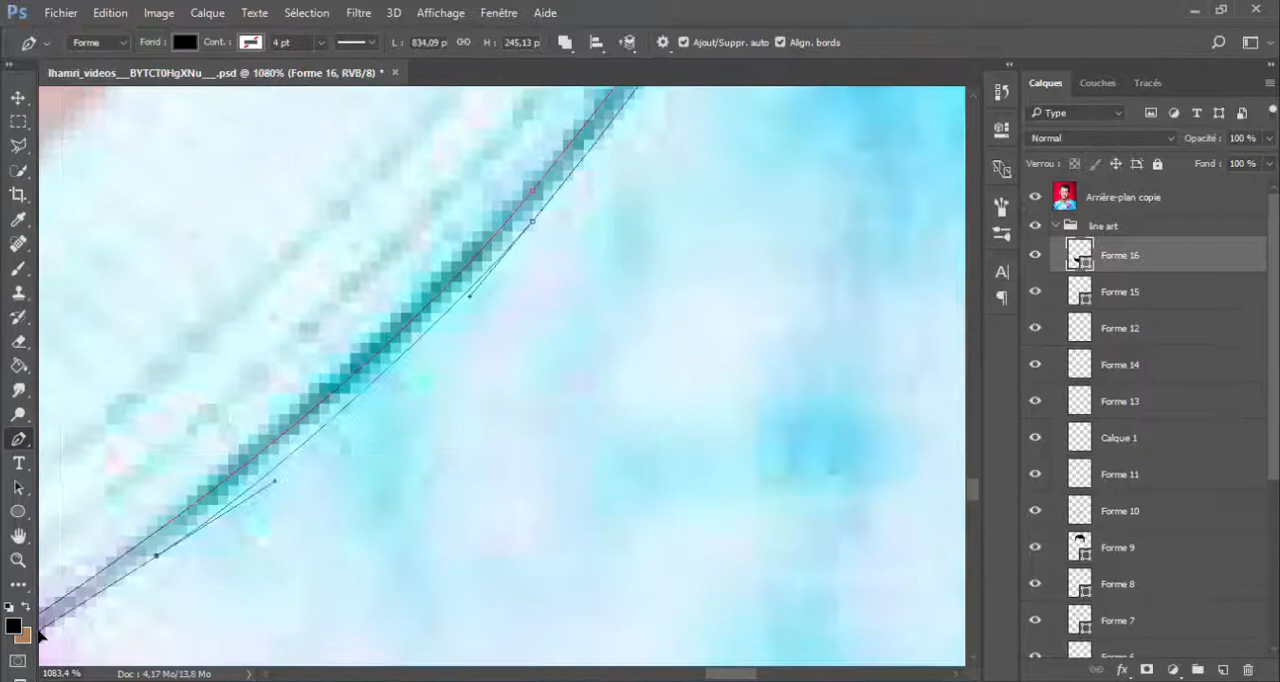 Ps Fichier Edition Image Calque Texte Sélection Filtre 3D Affichage Fenêtre Aide
Forme Fond : Cont. : 4 pt L : 834,09 p H : 245,13 p Ajout/Suppr. auto Align. bords
lhamri_videos__BYTCT0HgXNu___.psd @ 1080% (Forme 16, RVB/8) * ×
Calques Couches Tracés
Type
Normal Opacité : 100 %
Verrou : Fond : 100 %
Arrière-plan copie
line art
Forme 16
Forme 15
Forme 12
Forme 14
Forme 13
Calque 1
Forme 11
Forme 10
Forme 9
Forme 8
Forme 7
1083,4 % Doc : 4,17 Mo/13,8 Mo